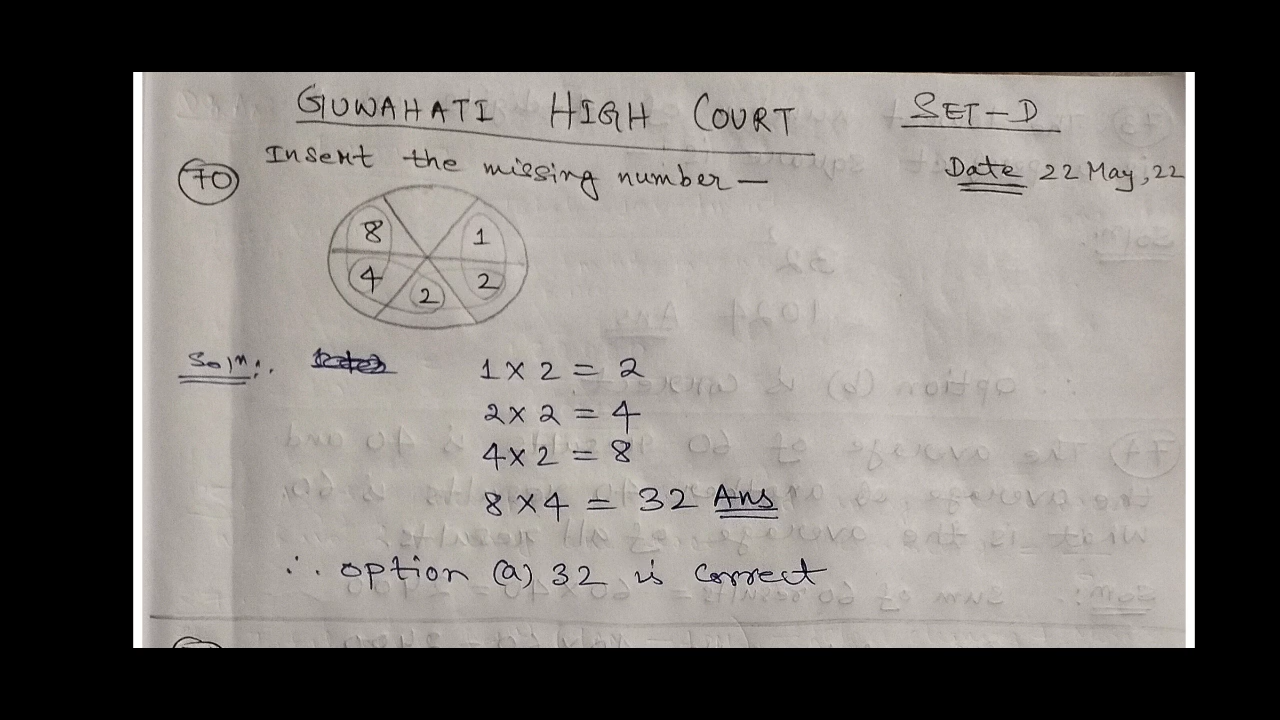 GUWAHATI HIGH COURT SET-D
70 Insert the missing number — Date 22 May, 22
8 1
4 2 2
Solⁿ:.
1 x 2 = 2
2 x 2 = 4
4 x 2 = 8
8 x 4 = 32 Ans
∴ option (a) 32 is correct